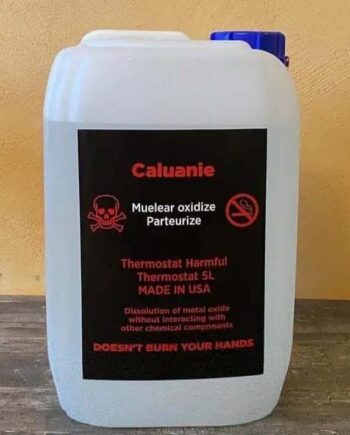 Caluanie
Muelear oxidize
Parteurize
Thermostat Harmful
Thermostat 5L
MADE IN USA
Dissolution of metal oxide
without interacting with
other chemical components
DOESN'T BURN YOUR HANDS